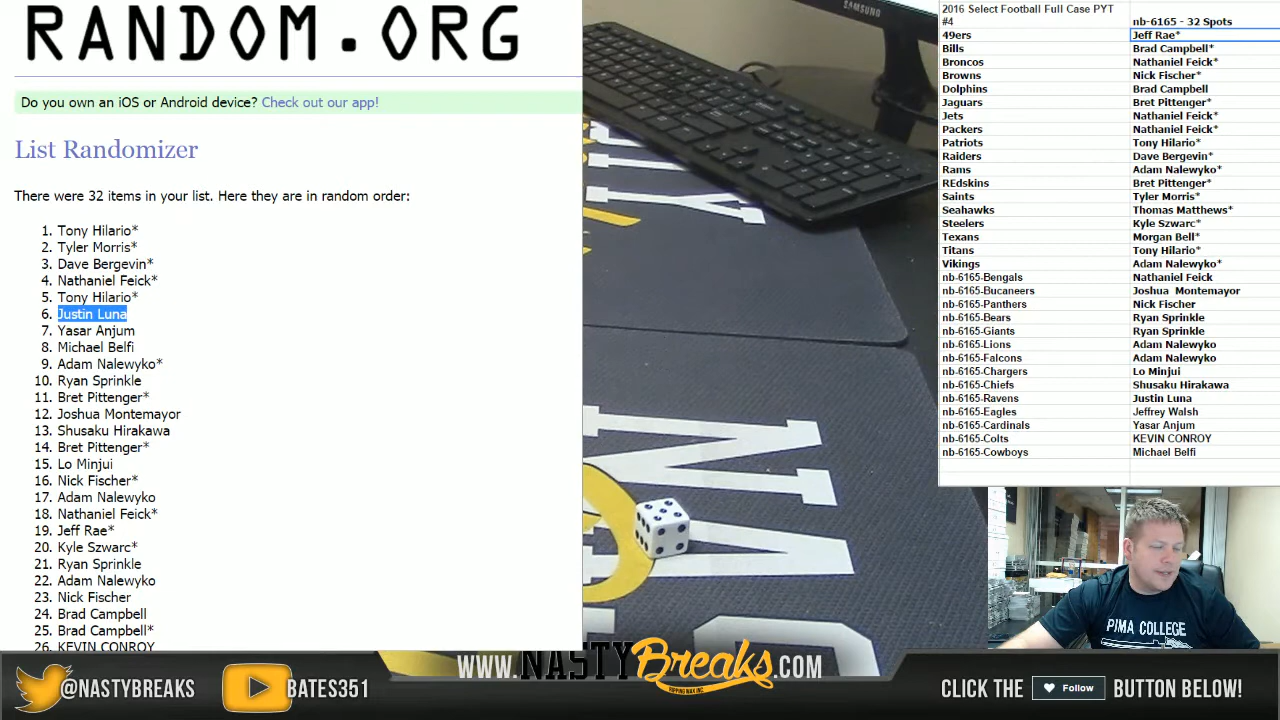 RANDOM.ORG
Do you own an iOS or Android device? Check out our app!
List Randomizer
There were 32 items in your list. Here they are in random order:
1. Tony Hilario*
2. Tyler Morris*
3. Dave Bergevin*
4. Nathaniel Feick*
5. Tony Hilario*
6. Justin Luna
7. Yasar Anjum
8. Michael Belfi
9. Adam Nalewyko*
10. Ryan Sprinkle
11. Bret Pittenger*
12. Joshua Montemayor
13. Shusaku Hirakawa
14. Bret Pittenger*
15. Lo Minjui
16. Nick Fischer*
17. Adam Nalewyko
18. Nathaniel Feick*
19. Jeff Rae*
20. Kyle Szwarc*
21. Ryan Sprinkle
22. Adam Nalewyko
23. Nick Fischer
24. Brad Campbell
25. Brad Campbell*
26. KEVIN CONROY
SAMSUNG
2016 Select Football Full Case PYT
#4 nb-6165 - 32 Spots
49ers Jeff Rae*
Bills Brad Campbell*
Broncos Nathaniel Feick*
Browns Nick Fischer*
Dolphins Brad Campbell
Jaguars Bret Pittenger*
Jets Nathaniel Feick*
Packers Nathaniel Feick*
Patriots Tony Hilario*
Raiders Dave Bergevin*
Rams Adam Nalewyko*
REdskins Bret Pittenger*
Saints Tyler Morris*
Seahawks Thomas Matthews*
Steelers Kyle Szwarc*
Texans Morgan Bell*
Titans Tony Hilario*
Vikings Adam Nalewyko*
nb-6165-Bengals Nathaniel Feick
nb-6165-Bucaneers Joshua  Montemayor
nb-6165-Panthers Nick Fischer
nb-6165-Bears Ryan Sprinkle
nb-6165-Giants Ryan Sprinkle
nb-6165-Lions Adam Nalewyko
nb-6165-Falcons Adam Nalewyko
nb-6165-Chargers Lo Minjui
nb-6165-Chiefs Shusaku Hirakawa
nb-6165-Ravens Justin Luna
nb-6165-Eagles Jeffrey Walsh
nb-6165-Cardinals Yasar Anjum
nb-6165-Colts KEVIN CONROY
nb-6165-Cowboys Michael Belfi
PIMA COLLEGE
@NASTYBREAKS
BATES351
WWW.NASTYBreaks.COM
RIPPING WAX INC.
CLICK THE Follow BUTTON BELOW!